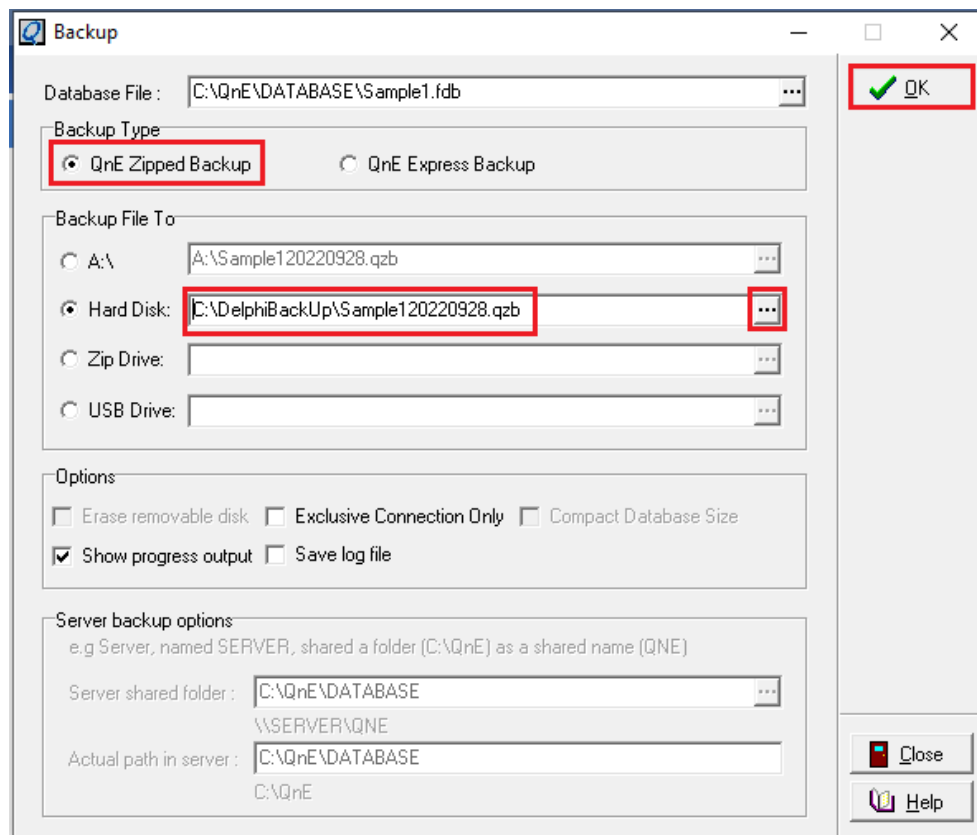 Backup
Database File : C:\QnE\DATABASE\Sample1.fdb ...
OK
Backup Type
QnE Zipped Backup QnE Express Backup
Backup File To
A:\ A:\Sample120220928.qzb ...
Hard Disk: C:\DelphiBackUp\Sample120220928.qzb ...
Zip Drive: ...
USB Drive: ...
Options
Erase removable disk Exclusive Connection Only Compact Database Size
Show progress output Save log file
Server backup options
e.g Server, named SERVER, shared a folder (C:\QnE) as a shared name (QNE)
Server shared folder : C:\QnE\DATABASE ...
\\SERVER\QNE
Actual path in server : C:\QnE\DATABASE
C:\QnE
Close
Help